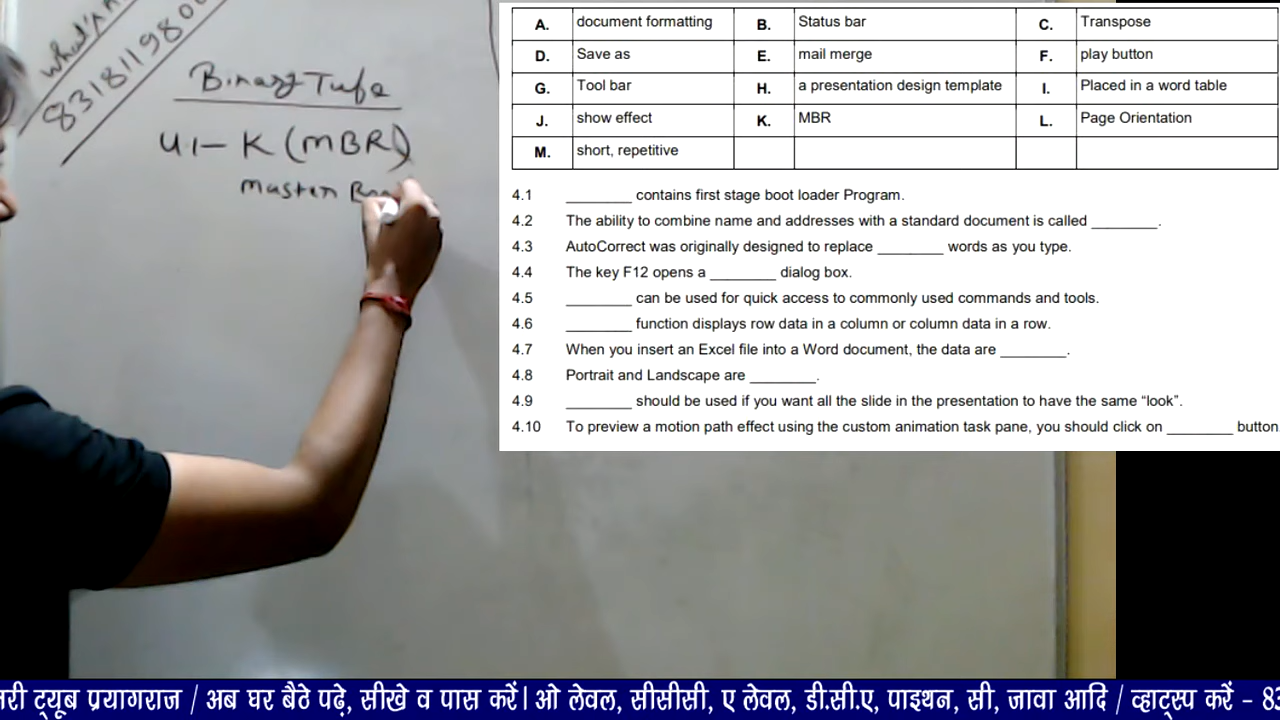 what'A
831811980
Binary Tube
4.1– K (MBR)
Master Boo
A. document formatting B. Status bar C. Transpose
D. Save as E. mail merge F. play button
G. Tool bar H. a presentation design template I. Placed in a word table
J. show effect K. MBR L. Page Orientation
M. short, repetitive
4.1 ________ contains first stage boot loader Program.
4.2 The ability to combine name and addresses with a standard document is called ________.
4.3 AutoCorrect was originally designed to replace ________ words as you type.
4.4 The key F12 opens a ________ dialog box.
4.5 ________ can be used for quick access to commonly used commands and tools.
4.6 ________ function displays row data in a column or column data in a row.
4.7 When you insert an Excel file into a Word document, the data are ________.
4.8 Portrait and Landscape are ________.
4.9 ________ should be used if you want all the slide in the presentation to have the same “look”.
4.10 To preview a motion path effect using the custom animation task pane, you should click on ________ button
नरी ट्यूब प्रयागराज / अब घर बैठे पढ़े, सीखे व पास करें| ओ लेवल, सीसीसी, ए लेवल, डी.सी.ए, पाइथन, सी, जावा आदि / व्हाट्स्प करें - 83